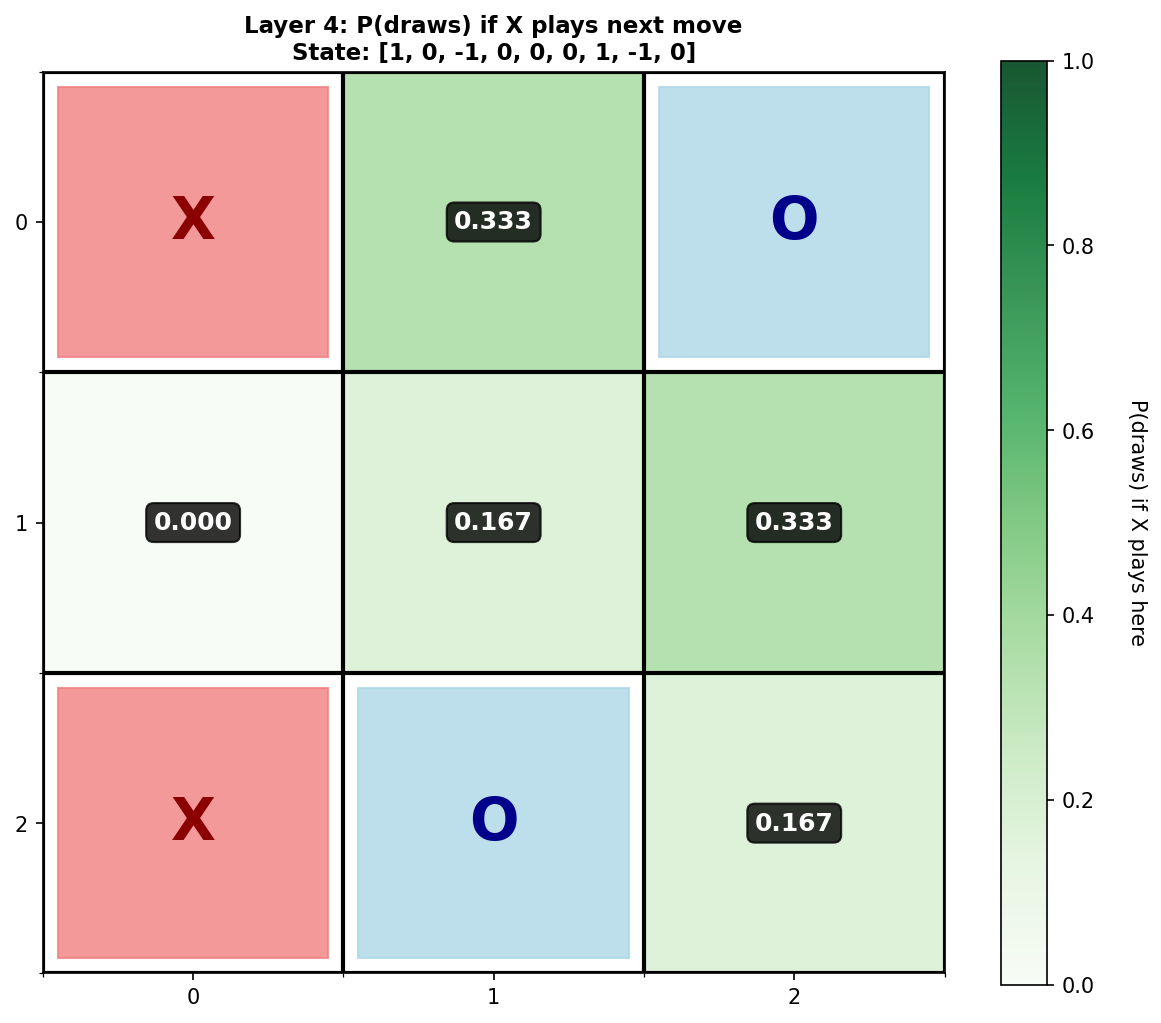 Layer 4: P(draws) if X plays next move
State: [1, 0, -1, 0, 0, 0, 1, -1, 0]
X
0.333
O
0.000
0.167
0.333
X
O
0.167
0
1
2
0
1
2
1.0
0.8
0.6
0.4
0.2
0.0
P(draws) if X plays here